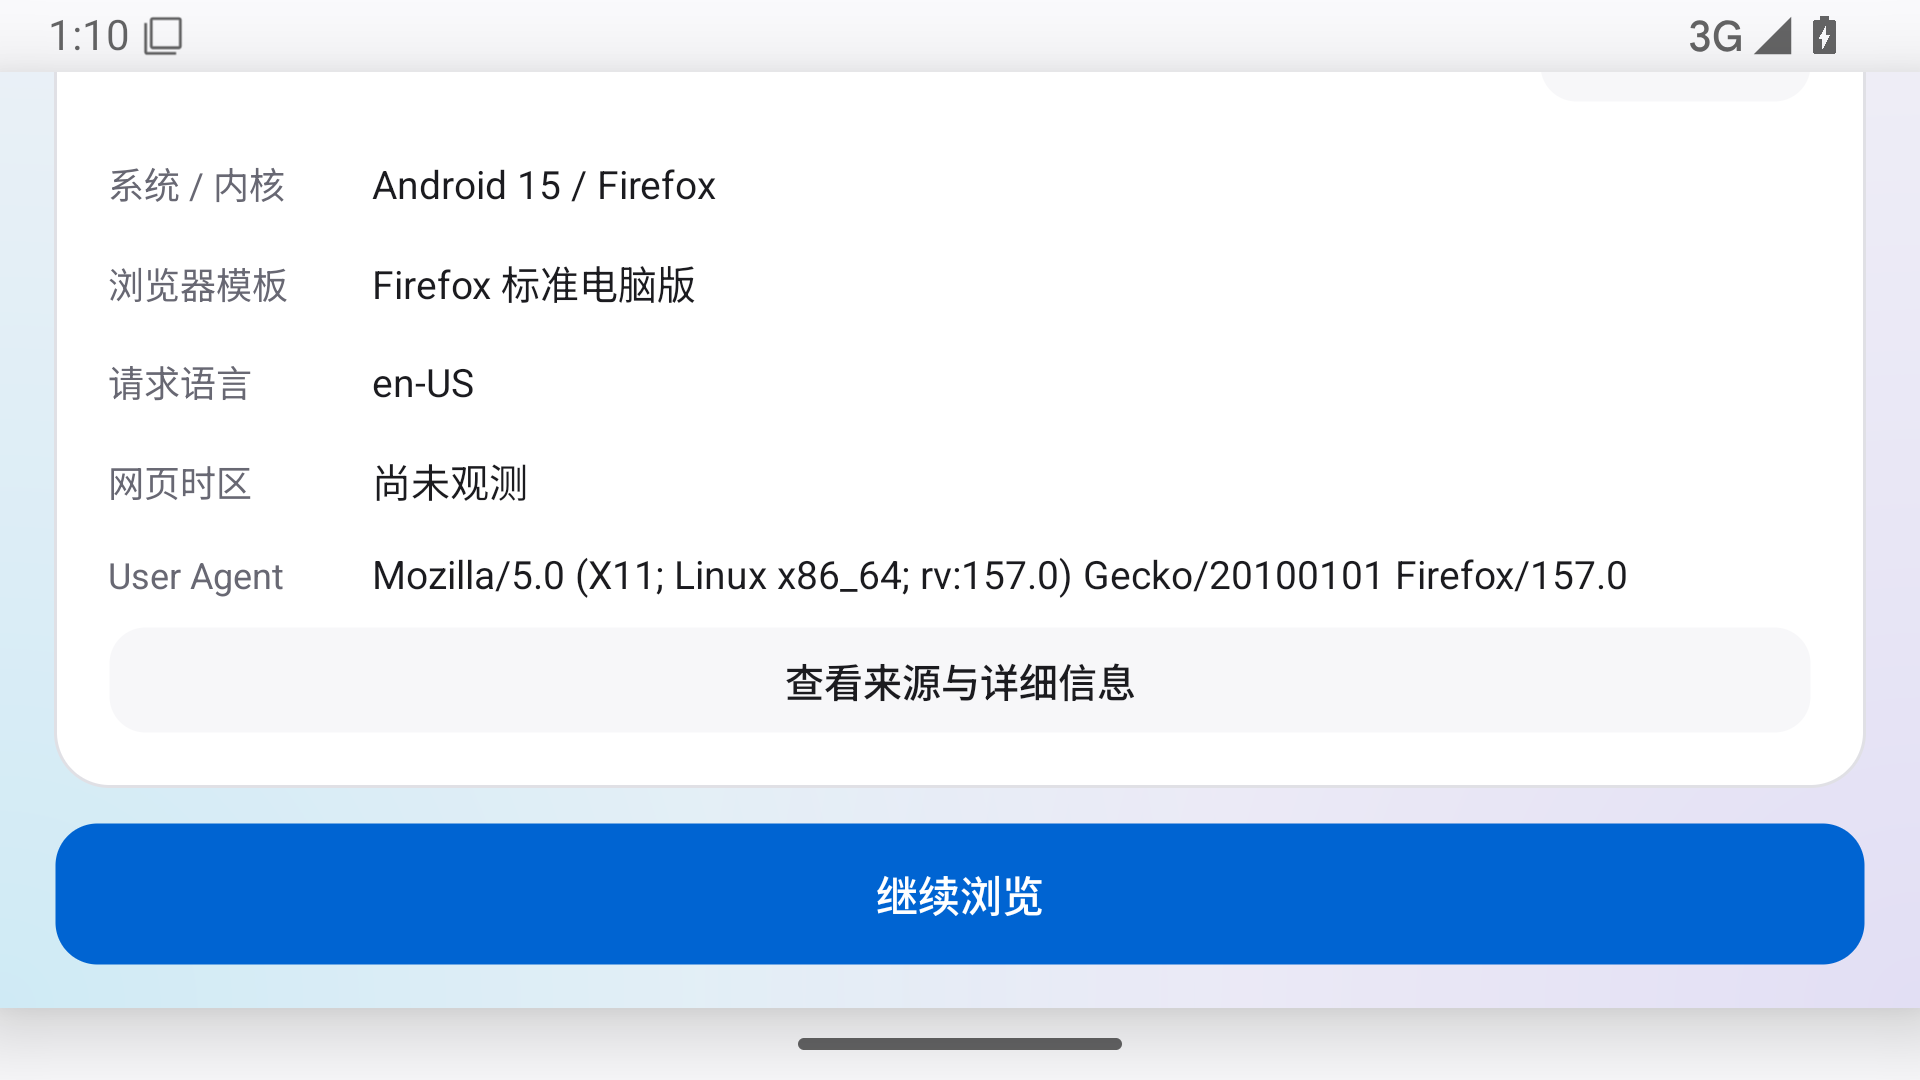 1:10
3G
系统 / 内核
Android 15 / Firefox
浏览器模板
Firefox 标准电脑版
请求语言
en-US
网页时区
尚未观测
User Agent
Mozilla/5.0 (X11; Linux x86_64; rv:157.0) Gecko/20100101 Firefox/157.0
查看来源与详细信息
继续浏览